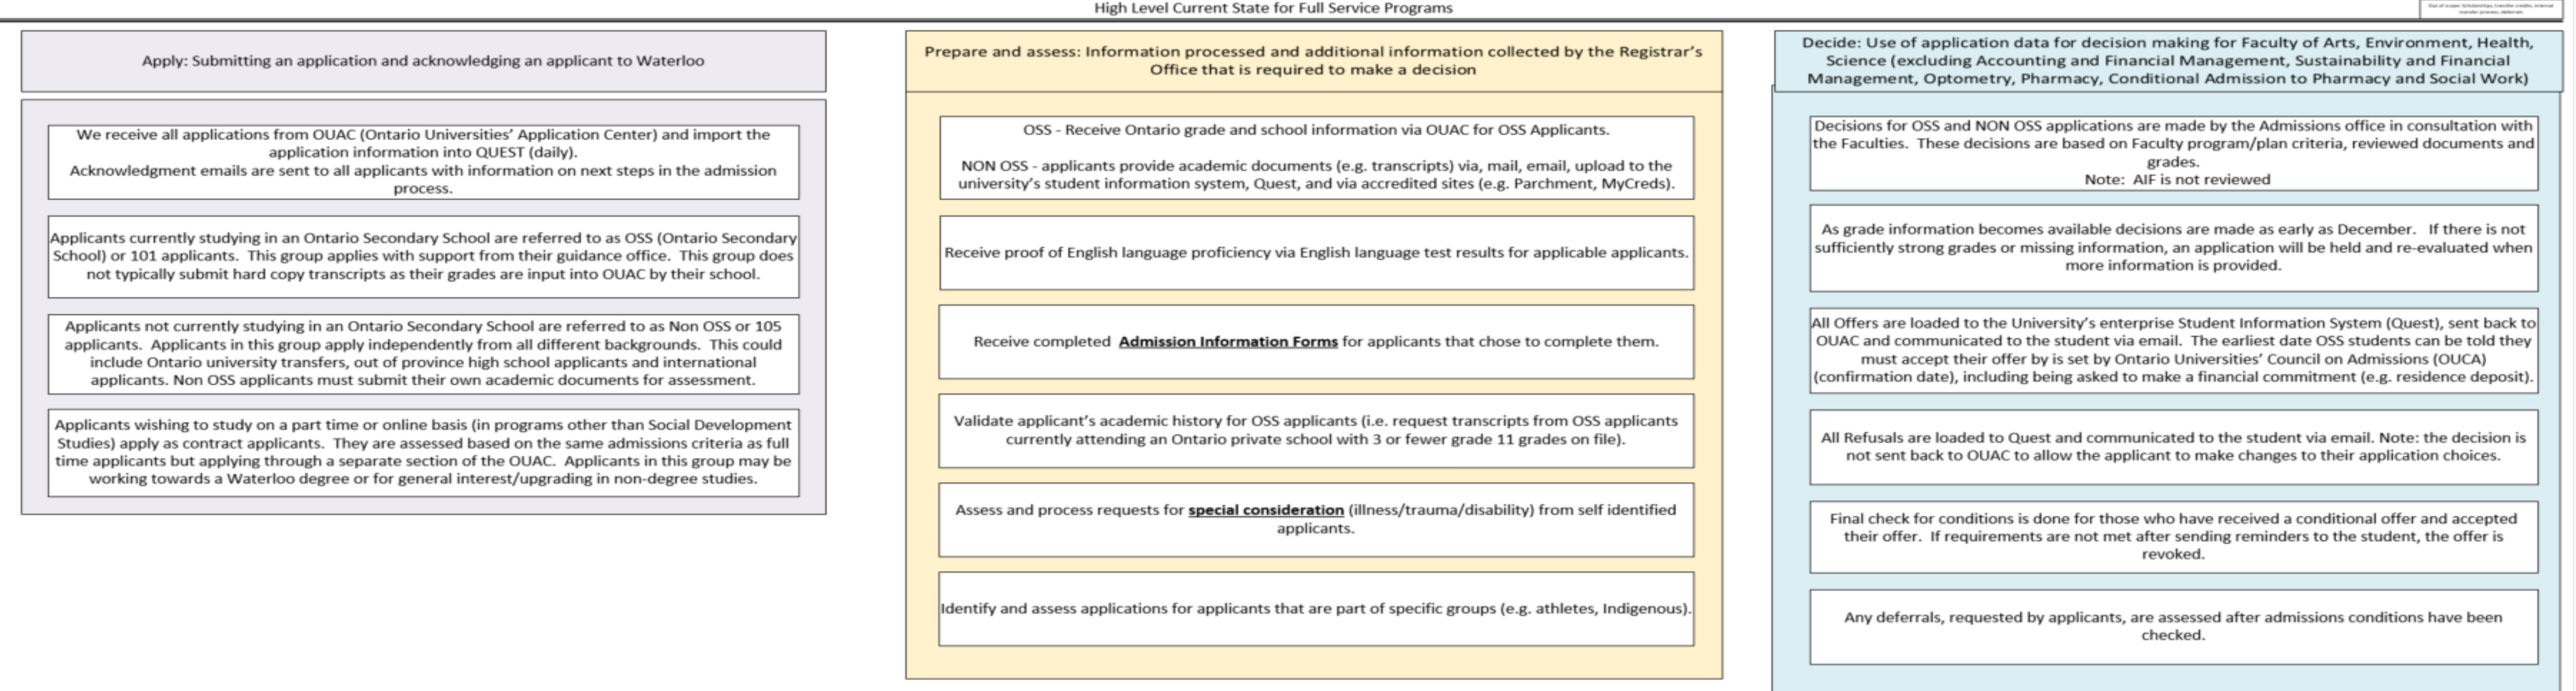 High Level Current State for Full Service Programs
Out of scope: Scholarships, transfer credits, internal
transfer process, deferrals.
Apply: Submitting an application and acknowledging an applicant to Waterloo
We receive all applications from OUAC (Ontario Universities’ Application Center) and import the
application information into QUEST (daily).
Acknowledgment emails are sent to all applicants with information on next steps in the admission
process.
Applicants currently studying in an Ontario Secondary School are referred to as OSS (Ontario Secondary
School) or 101 applicants.  This group applies with support from their guidance office.  This group does
not typically submit hard copy transcripts as their grades are input into OUAC by their school.
Applicants not currently studying in an Ontario Secondary School are referred to as Non OSS or 105
applicants.  Applicants in this group apply independently from all different backgrounds.  This could
include Ontario university transfers, out of province high school applicants and international
applicants. Non OSS applicants must submit their own academic documents for assessment.
Applicants wishing to study on a part time or online basis (in programs other than Social Development
Studies) apply as contract applicants.  They are assessed based on the same admissions criteria as full
time applicants but applying through a separate section of the OUAC.  Applicants in this group may be
working towards a Waterloo degree or for general interest/upgrading in non-degree studies.
Prepare and assess: Information processed and additional information collected by the Registrar’s
Office that is required to make a decision
OSS - Receive Ontario grade and school information via OUAC for OSS Applicants.
NON OSS - applicants provide academic documents (e.g. transcripts) via, mail, email, upload to the
university’s student information system, Quest, and via accredited sites (e.g. Parchment, MyCreds).
Receive proof of English language proficiency via English language test results for applicable applicants.
Receive completed  Admission Information Forms for applicants that chose to complete them.
Validate applicant’s academic history for OSS applicants (i.e. request transcripts from OSS applicants
currently attending an Ontario private school with 3 or fewer grade 11 grades on file).
Assess and process requests for special consideration (illness/trauma/disability) from self identified
applicants.
Identify and assess applications for applicants that are part of specific groups (e.g. athletes, Indigenous).
Decide: Use of application data for decision making for Faculty of Arts, Environment, Health,
Science (excluding Accounting and Financial Management, Sustainability and Financial
Management, Optometry, Pharmacy, Conditional Admission to Pharmacy and Social Work)
Decisions for OSS and NON OSS applications are made by the Admissions office in consultation with
the Faculties.  These decisions are based on Faculty program/plan criteria, reviewed documents and
grades.
Note:  AIF is not reviewed
As grade information becomes available decisions are made as early as December.   If there is not
sufficiently strong grades or missing information, an application will be held and re-evaluated when
more information is provided.
All Offers are loaded to the University’s enterprise Student Information System (Quest), sent back to
OUAC and communicated to the student via email.  The earliest date OSS students can be told they
must accept their offer by is set by Ontario Universities’ Council on Admissions (OUCA)
(confirmation date), including being asked to make a financial commitment (e.g. residence deposit).
All Refusals are loaded to Quest and communicated to the student via email. Note: the decision is
not sent back to OUAC to allow the applicant to make changes to their application choices.
Final check for conditions is done for those who have received a conditional offer and accepted
their offer.  If requirements are not met after sending reminders to the student, the offer is
revoked.
Any deferrals, requested by applicants, are assessed after admissions conditions have been
checked.